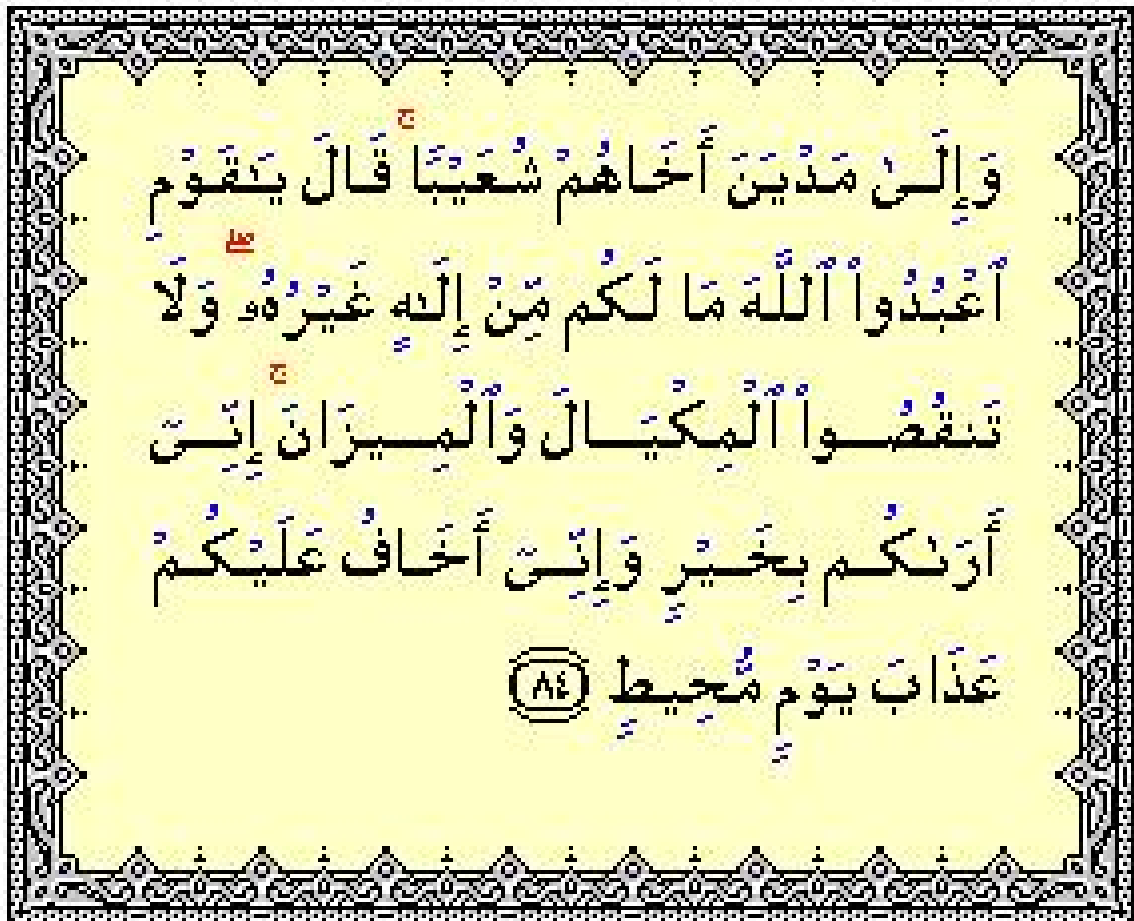 وَإِلَىٰ مَدْيَنَ أَخَاهُمْ شُعَيْبًا ۚ قَالَ يَـٰقَوْمِ
ٱعْبُدُوا۟ ٱللَّهَ مَا لَكُم مِّنْ إِلَـٰهٍ غَيْرُهُۥ ۖ وَلَا
تَنقُصُوا۟ ٱلْمِكْيَالَ وَٱلْمِيزَانَ ۚ إِنِّىٓ
أَرَىٰكُم بِخَيْرٍ وَإِنِّىٓ أَخَافُ عَلَيْكُمْ
عَذَابَ يَوْمٍ مُّحِيطٍ ٨٤